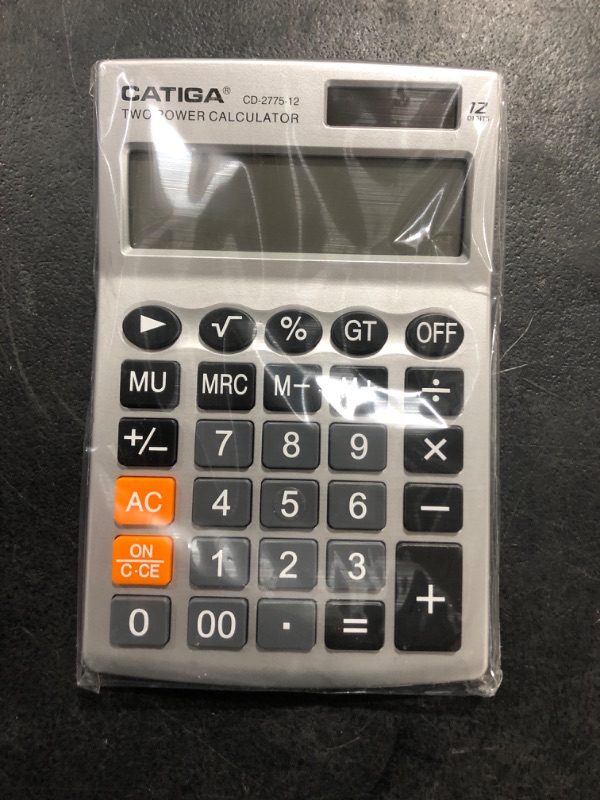 CATIGA® CD-2775-12
TWO POWER CALCULATOR
12
▶ √ % GT OFF
MU MRC M− M+ ÷
+/− 7 8 9 ×
AC 4 5 6 −
ON
C·CE 1 2 3 +
0 00 . =